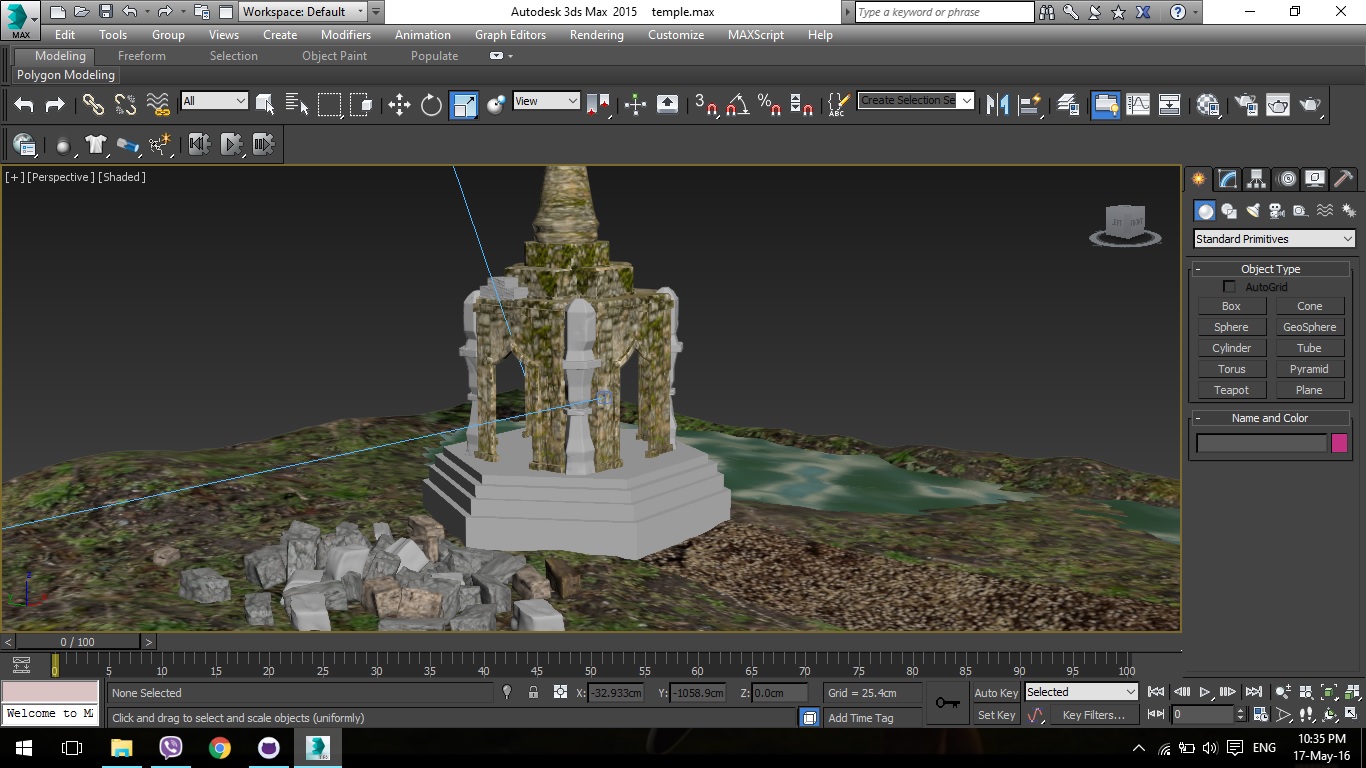 MAX
Workspace: Default
Autodesk 3ds Max 2015 temple.max
Type a keyword or phrase
Edit Tools Group Views Create Modifiers Animation Graph Editors Rendering Customize MAXScript Help
Modeling Freeform Selection Object Paint Populate
Polygon Modeling
All
View
3
ABC
Create Selection Se
[+] [Perspective] [Shaded]
Standard Primitives
- Object Type
AutoGrid
Box Cone
Sphere GeoSphere
Cylinder Tube
Torus Pyramid
Teapot Plane
- Name and Color
< 0 / 100 >
0 5 10 15 20 25 30 35 40 45 50 55 60 65 70 75 80 85 90 95 100
None Selected
X: -32.933cm Y: -1058.9cm Z: 0.0cm
Grid = 25.4cm
Auto Key Selected
Welcome to MA
Click and drag to select and scale objects (uniformly)
Add Time Tag
Set Key Key Filters...
0
ENG
10:35 PM
17-May-16